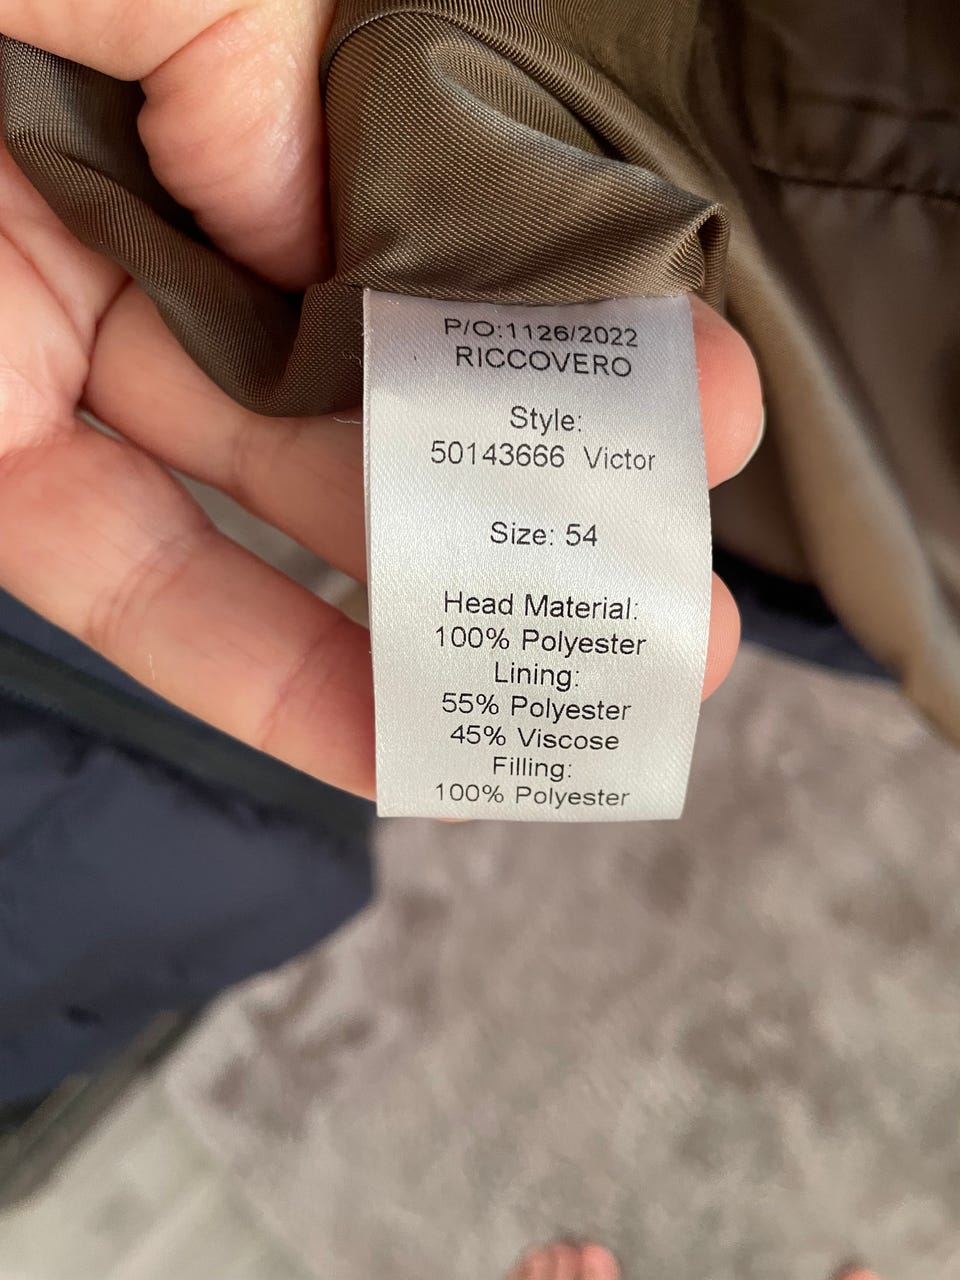 P/O:1126/2022
RICCOVERO
Style:
50143666 Victor
Size: 54
Head Material:
100% Polyester
Lining:
55% Polyester
45% Viscose
Filling:
100% Polyester